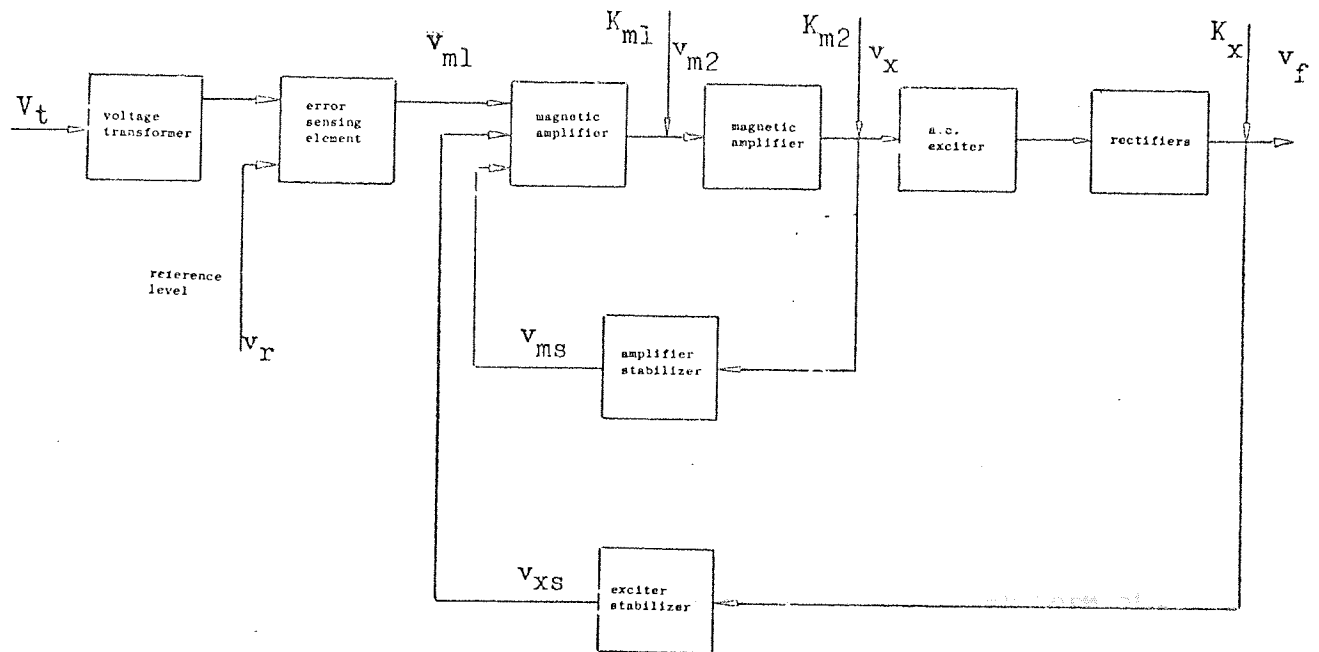 K_m1
K_m2
K_x
v_m1
v_m2
v_x
v_f
V_t
voltage
transformer
error
sensing
element
magnetic
amplifier
magnetic
amplifier
a.c.
exciter
rectifiers
reference
level
v_r
v_ms
amplifier
stabilizer
v_xs
exciter
stabilizer